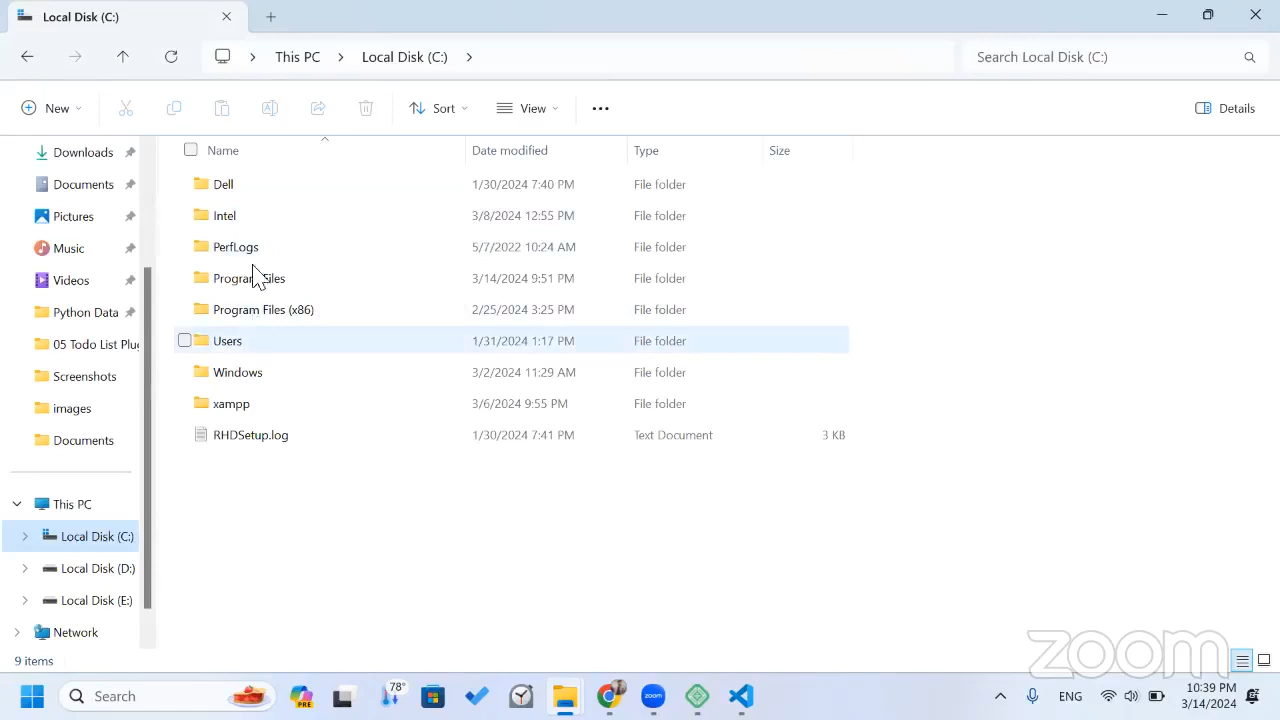 Local Disk (C:)
This PC > Local Disk (C:) >
Search Local Disk (C:)
New
Sort
View
Details
Downloads
Documents
Pictures
Music
Videos
Python Data
05 Todo List Plug
Screenshots
images
Documents
This PC
Local Disk (C:)
Local Disk (D:)
Local Disk (E:)
Network
Name Date modified Type Size
Dell 1/30/2024 7:40 PM File folder
Intel 3/8/2024 12:55 PM File folder
PerfLogs 5/7/2022 10:24 AM File folder
Program Files 3/14/2024 9:51 PM File folder
Program Files (x86) 2/25/2024 3:25 PM File folder
Users 1/31/2024 1:17 PM File folder
Windows 3/2/2024 11:29 AM File folder
xampp 3/6/2024 9:55 PM File folder
RHDSetup.log 1/30/2024 7:41 PM Text Document 3 KB
zoom
9 items
Search
PRE
78°
zoom
ENG
10:39 PM
3/14/2024